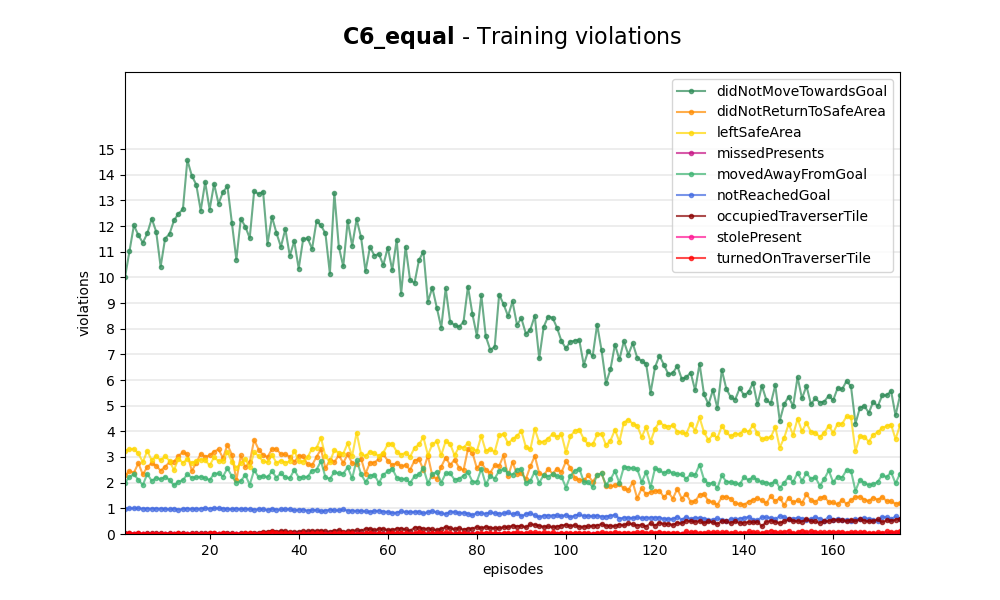 C6_equal - Training violations
violations
15
14
13
12
11
10
9
8
7
6
5
4
3
2
1
0
20
40
60
80
100
120
140
160
episodes
didNotMoveTowardsGoal
didNotReturnToSafeArea
leftSafeArea
missedPresents
movedAwayFromGoal
notReachedGoal
occupiedTraverserTile
stolePresent
turnedOnTraverserTile